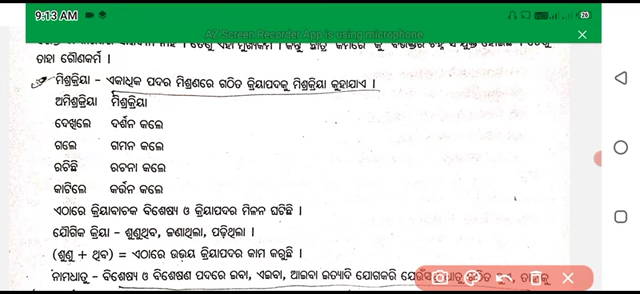 9:13 AM
26
AZ Screen Recorder App is using microphone
ତାହା ଗୌଣକର୍ମ ।
ମିଶ୍ରକ୍ରିୟା - ଏକାଧିକ ପଦର ମିଶ୍ରଣରେ ଗଠିତ କ୍ରିୟାପଦକୁ ମିଶ୍ରକ୍ରିୟା କୁହାଯାଏ ।
ଅମିଶ୍ରକ୍ରିୟା ମିଶ୍ରକ୍ରିୟା
ଦେଖିଲେ ଦର୍ଶନ କଲେ
ଗଲେ ଗମନ କଲେ
ରଚିଛି ରଚନା କଲେ
କାଟିଲେ କର୍ତ୍ତନ କଲେ
ଏଠାରେ କ୍ରିୟାବାଚକ ବିଶେଷ୍ୟ ଓ କ୍ରିୟାପଦର ମିଳନ ଘଟିଛି ।
ଯୌଗିକ କ୍ରିୟା - ଶୁଣୁଥିବ, ଜଣାଥିଲା, ପଡ଼ିଥିଲା ।
(ଶୁଣୁ + ଥିବ) = ଏଠାରେ ଉଭୟ କ୍ରିୟାପଦର କାମ କରୁଛି ।
ନାମଧାତୁ - ବିଶେଷ୍ୟ ଓ ବିଶେଷଣ ପଦରେ ଇବା, ଏଇବା, ଆଇବା ଇତ୍ୟାଦି ଯୋଗକରି